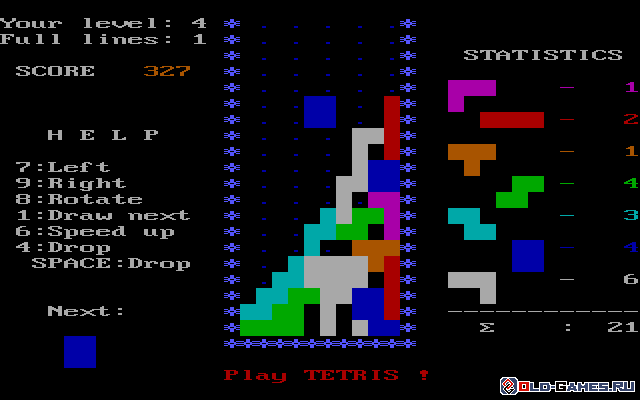 Your level: 4
Full lines: 1
SCORE 327
H E L P
7:Left
9:Right
8:Rotate
1:Draw next
6:Speed up
4:Drop
SPACE:Drop
Next:
Play TETRIS !
STATISTICS
- 1
- 2
- 1
- 4
- 3
- 4
- 6
Σ : 21
OLD-GAMES.RU